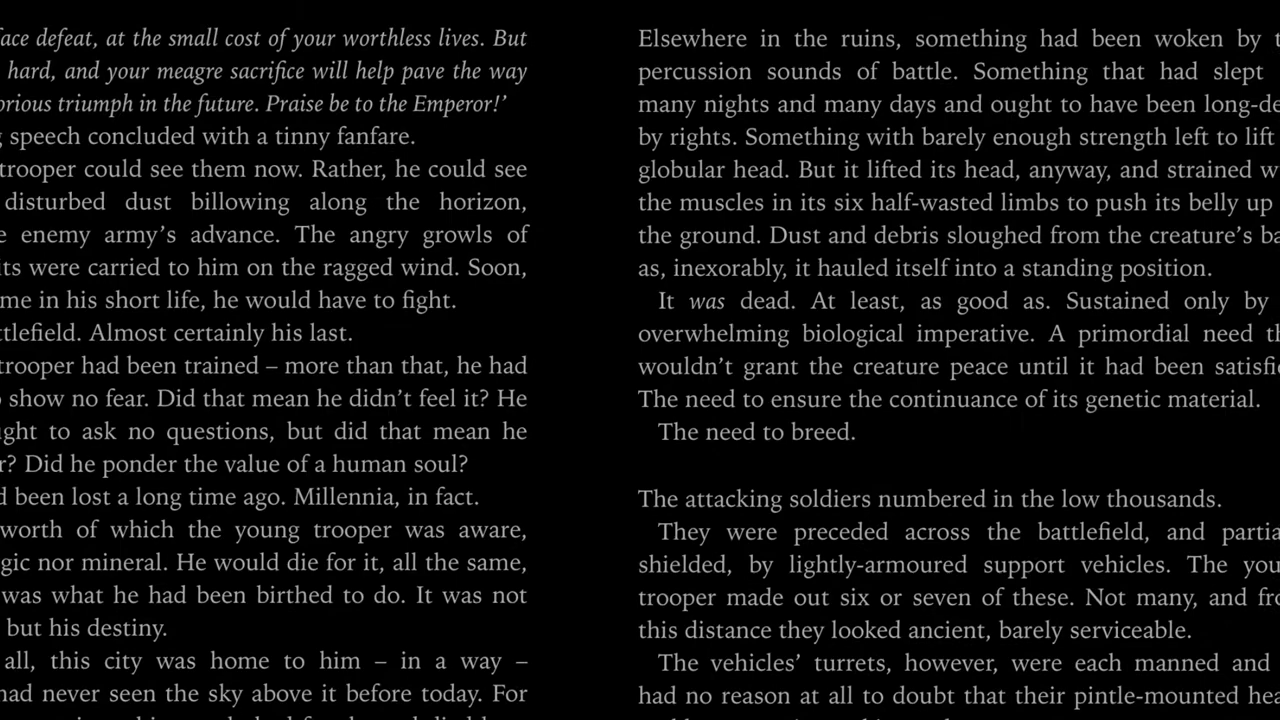 face defeat, at the small cost of your worthless lives. But
hard, and your meagre sacrifice will help pave the way
orious triumph in the future. Praise be to the Emperor!’
speech concluded with a tinny fanfare.
trooper could see them now. Rather, he could see
disturbed dust billowing along the horizon,
enemy army’s advance. The angry growls of
its were carried to him on the ragged wind. Soon,
me in his short life, he would have to fight.
ttlefield. Almost certainly his last.
trooper had been trained – more than that, he had
show no fear. Did that mean he didn’t feel it? He
ght to ask no questions, but did that mean he
r? Did he ponder the value of a human soul?
d been lost a long time ago. Millennia, in fact.
worth of which the young trooper was aware,
gic nor mineral. He would die for it, all the same,
was what he had been birthed to do. It was not
but his destiny.
all, this city was home to him – in a way –
had never seen the sky above it before today. For
Elsewhere in the ruins, something had been woken by t
percussion sounds of battle. Something that had slept
many nights and many days and ought to have been long-de
by rights. Something with barely enough strength left to lift
globular head. But it lifted its head, anyway, and strained w
the muscles in its six half-wasted limbs to push its belly up
the ground. Dust and debris sloughed from the creature’s ba
as, inexorably, it hauled itself into a standing position.
It was dead. At least, as good as. Sustained only by
overwhelming biological imperative. A primordial need th
wouldn’t grant the creature peace until it had been satisfie
The need to ensure the continuance of its genetic material.
The need to breed.
The attacking soldiers numbered in the low thousands.
They were preceded across the battlefield, and partia
shielded, by lightly-armoured support vehicles. The you
trooper made out six or seven of these. Not many, and fro
this distance they looked ancient, barely serviceable.
The vehicles’ turrets, however, were each manned and
had no reason at all to doubt that their pintle-mounted hea